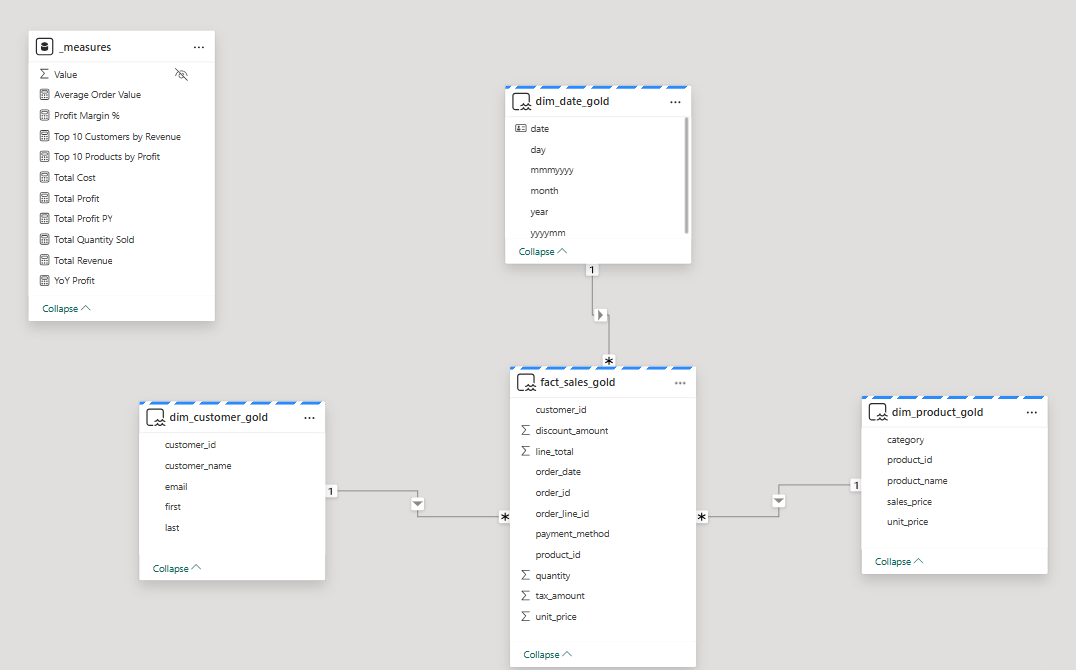 _measures
Value
Average Order Value
Profit Margin %
Top 10 Customers by Revenue
Top 10 Products by Profit
Total Cost
Total Profit
Total Profit PY
Total Quantity Sold
Total Revenue
YoY Profit
Collapse
dim_date_gold
date
day
mmmyyyy
month
year
yyyymm
Collapse
1
*
dim_customer_gold
customer_id
customer_name
email
first
last
Collapse
1
*
fact_sales_gold
customer_id
discount_amount
line_total
order_date
order_id
order_line_id
payment_method
product_id
quantity
tax_amount
unit_price
Collapse
*
1
dim_product_gold
category
product_id
product_name
sales_price
unit_price
Collapse